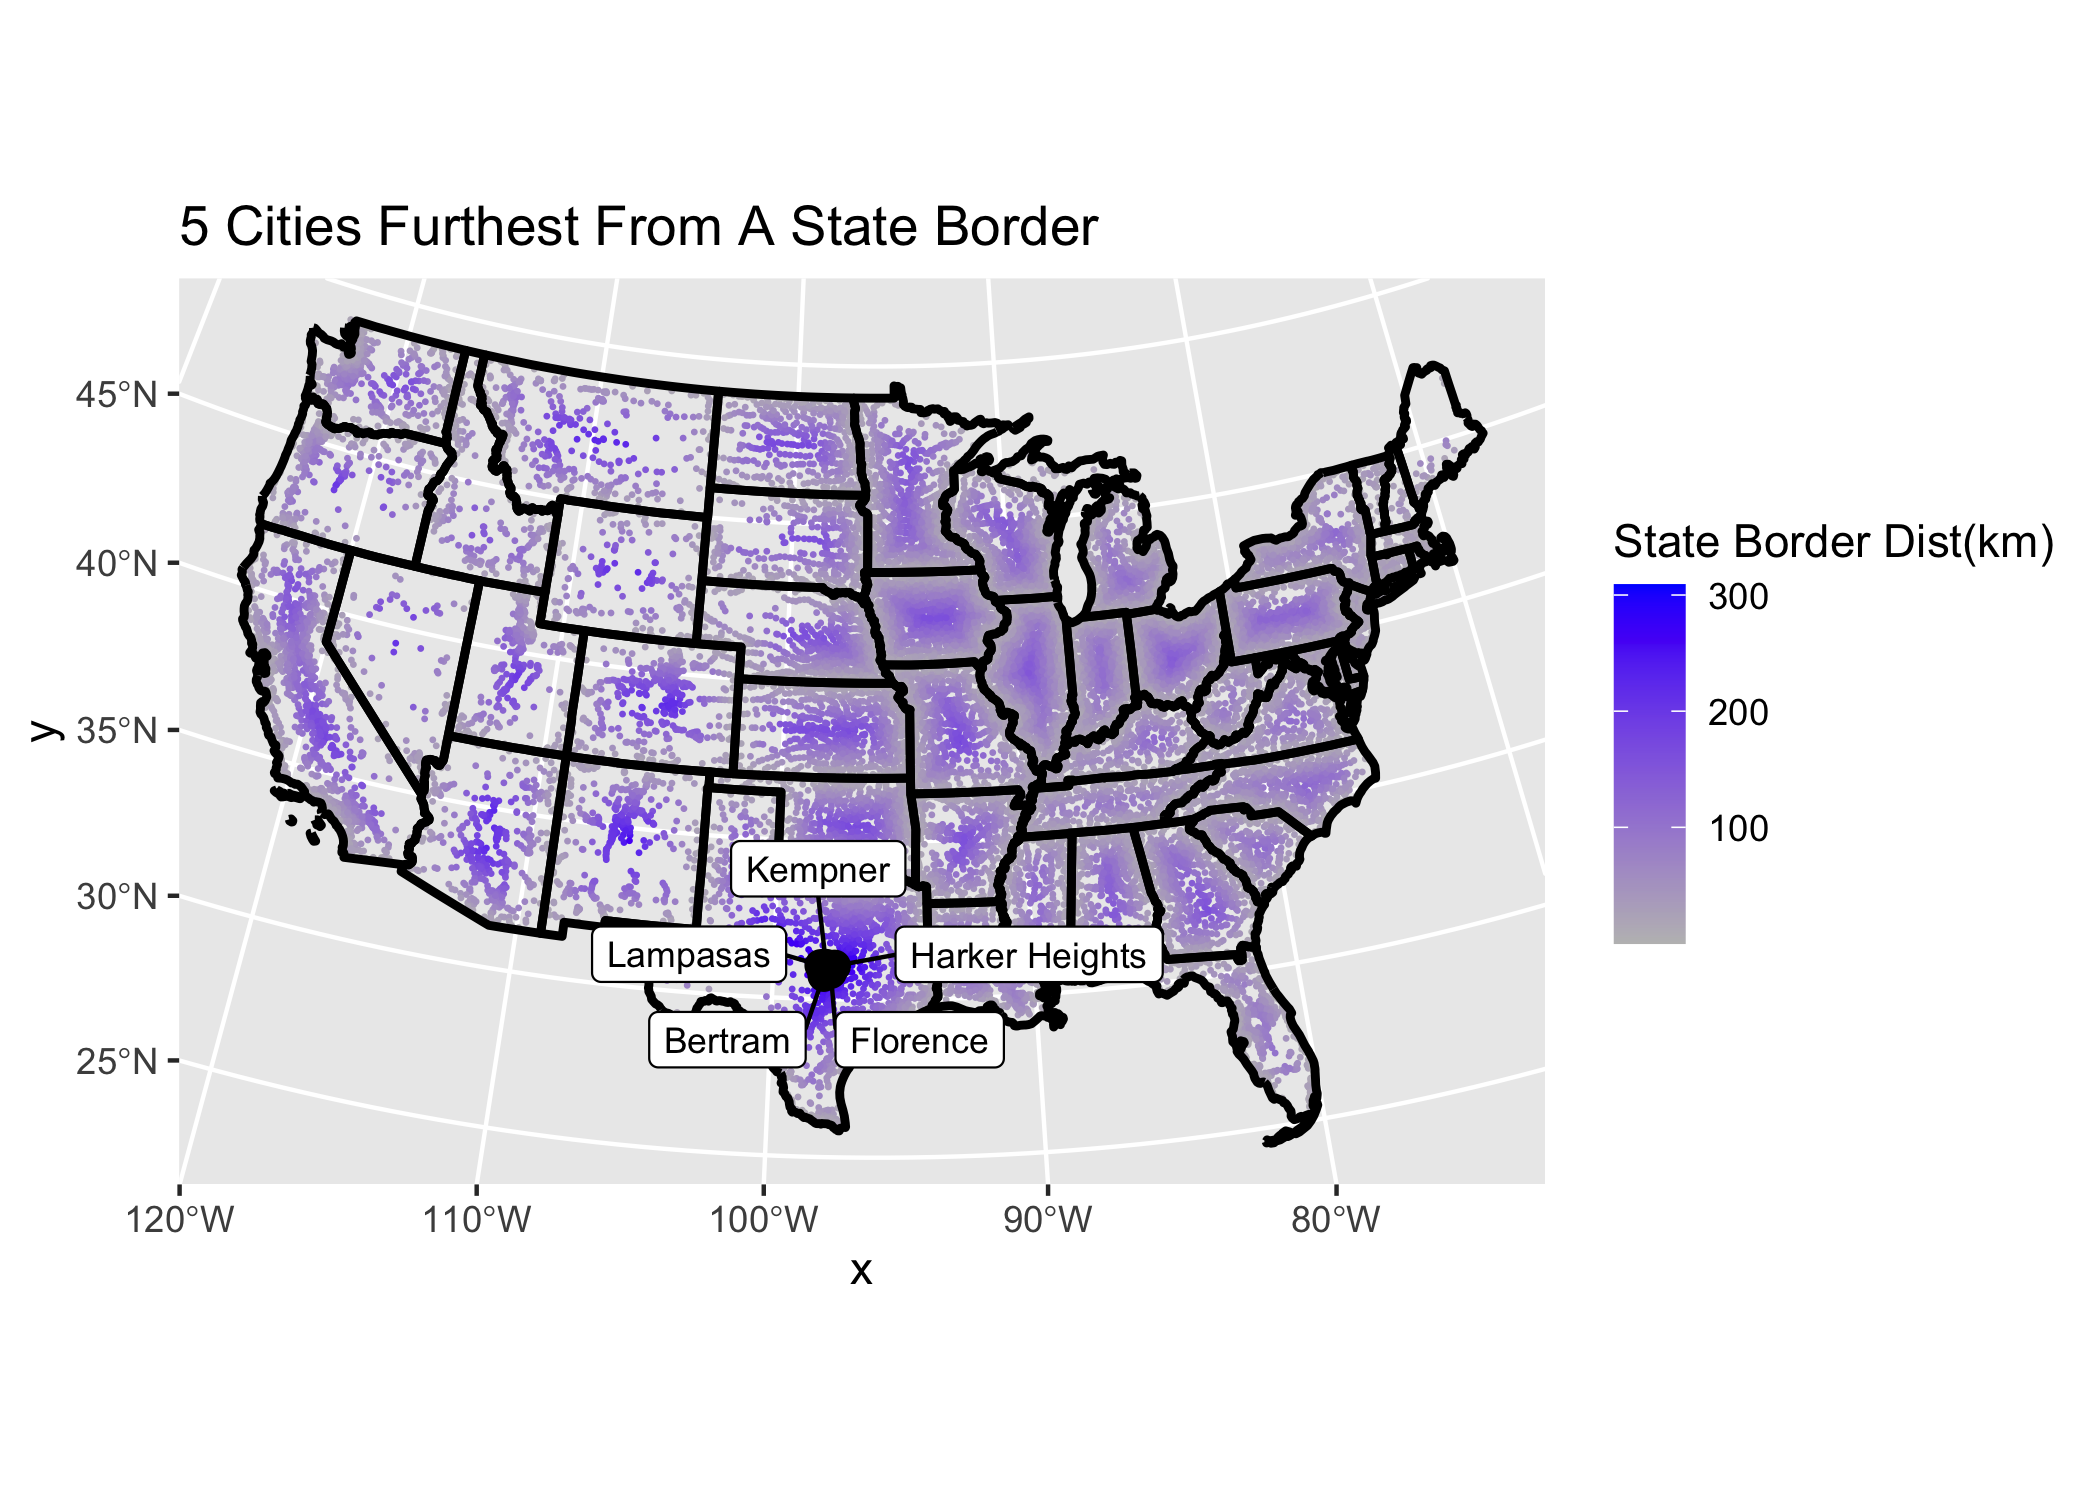 5 Cities Furthest From A State Border
45°N
40°N
35°N
30°N
25°N
y
Kempner
Lampasas
Harker Heights
Bertram
Florence
120°W
110°W
100°W
90°W
80°W
x
State Border Dist(km)
300
200
100